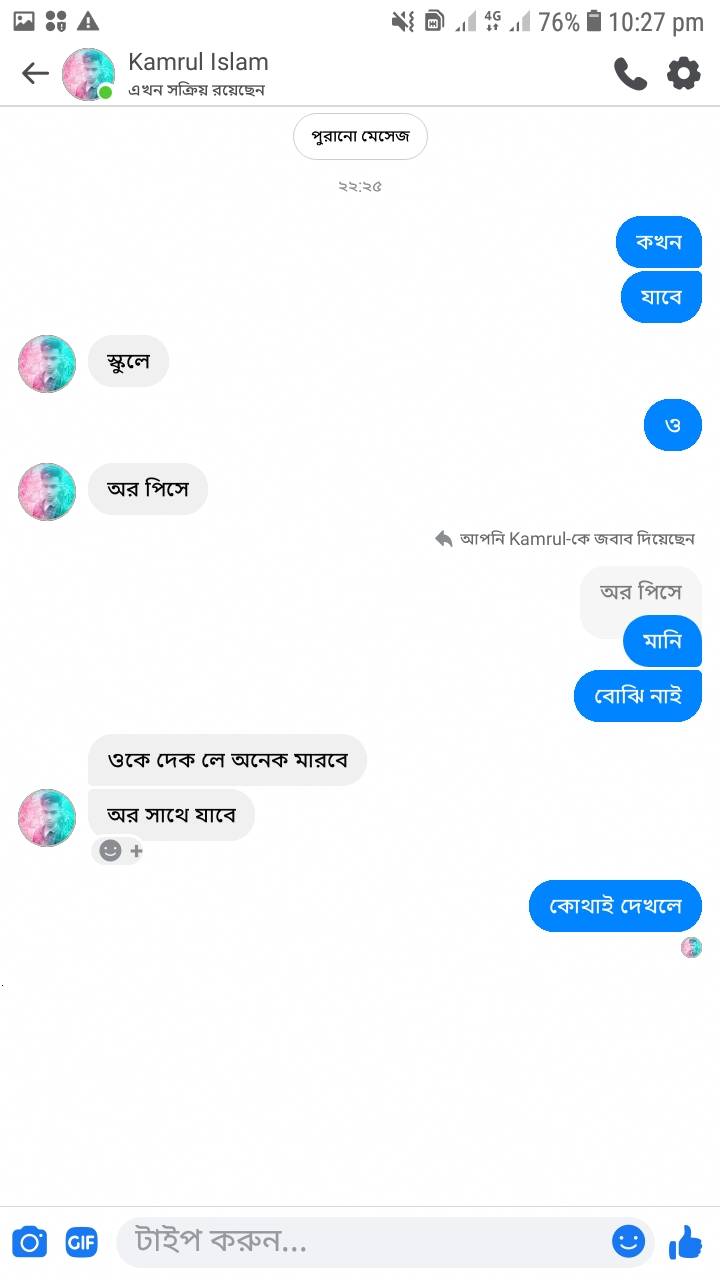 4G 76% 10:27 pm
Kamrul Islam
এখন সক্রিয় রয়েছেন
পুরানো মেসেজ
২২:২৫
কখন
যাবে
স্কুলে
ও
অর পিসে
আপনি Kamrul-কে জবাব দিয়েছেন
অর পিসে
মানি
বোঝি নাই
ওকে দেক লে অনেক মারবে
অর সাথে যাবে
কোথাই দেখলে
GIF টাইপ করুন...